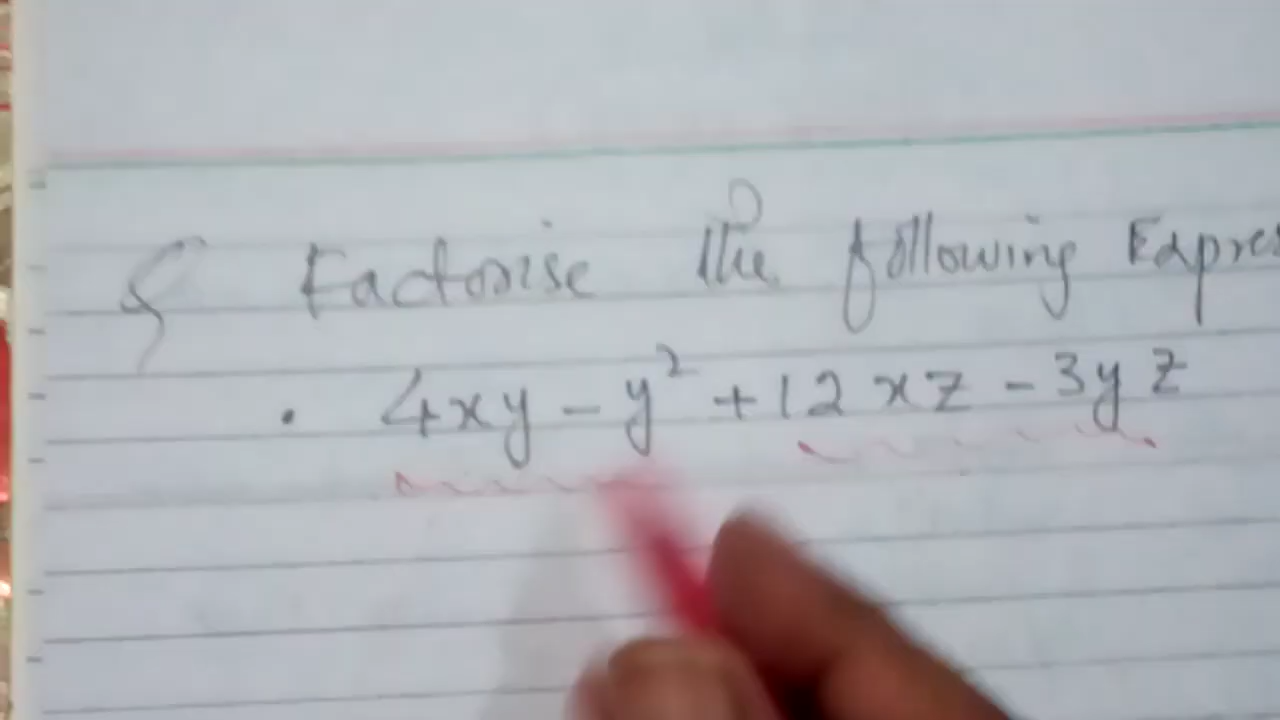 Q Factorise the following Expres
. 4xy - y² + 12xz - 3yz